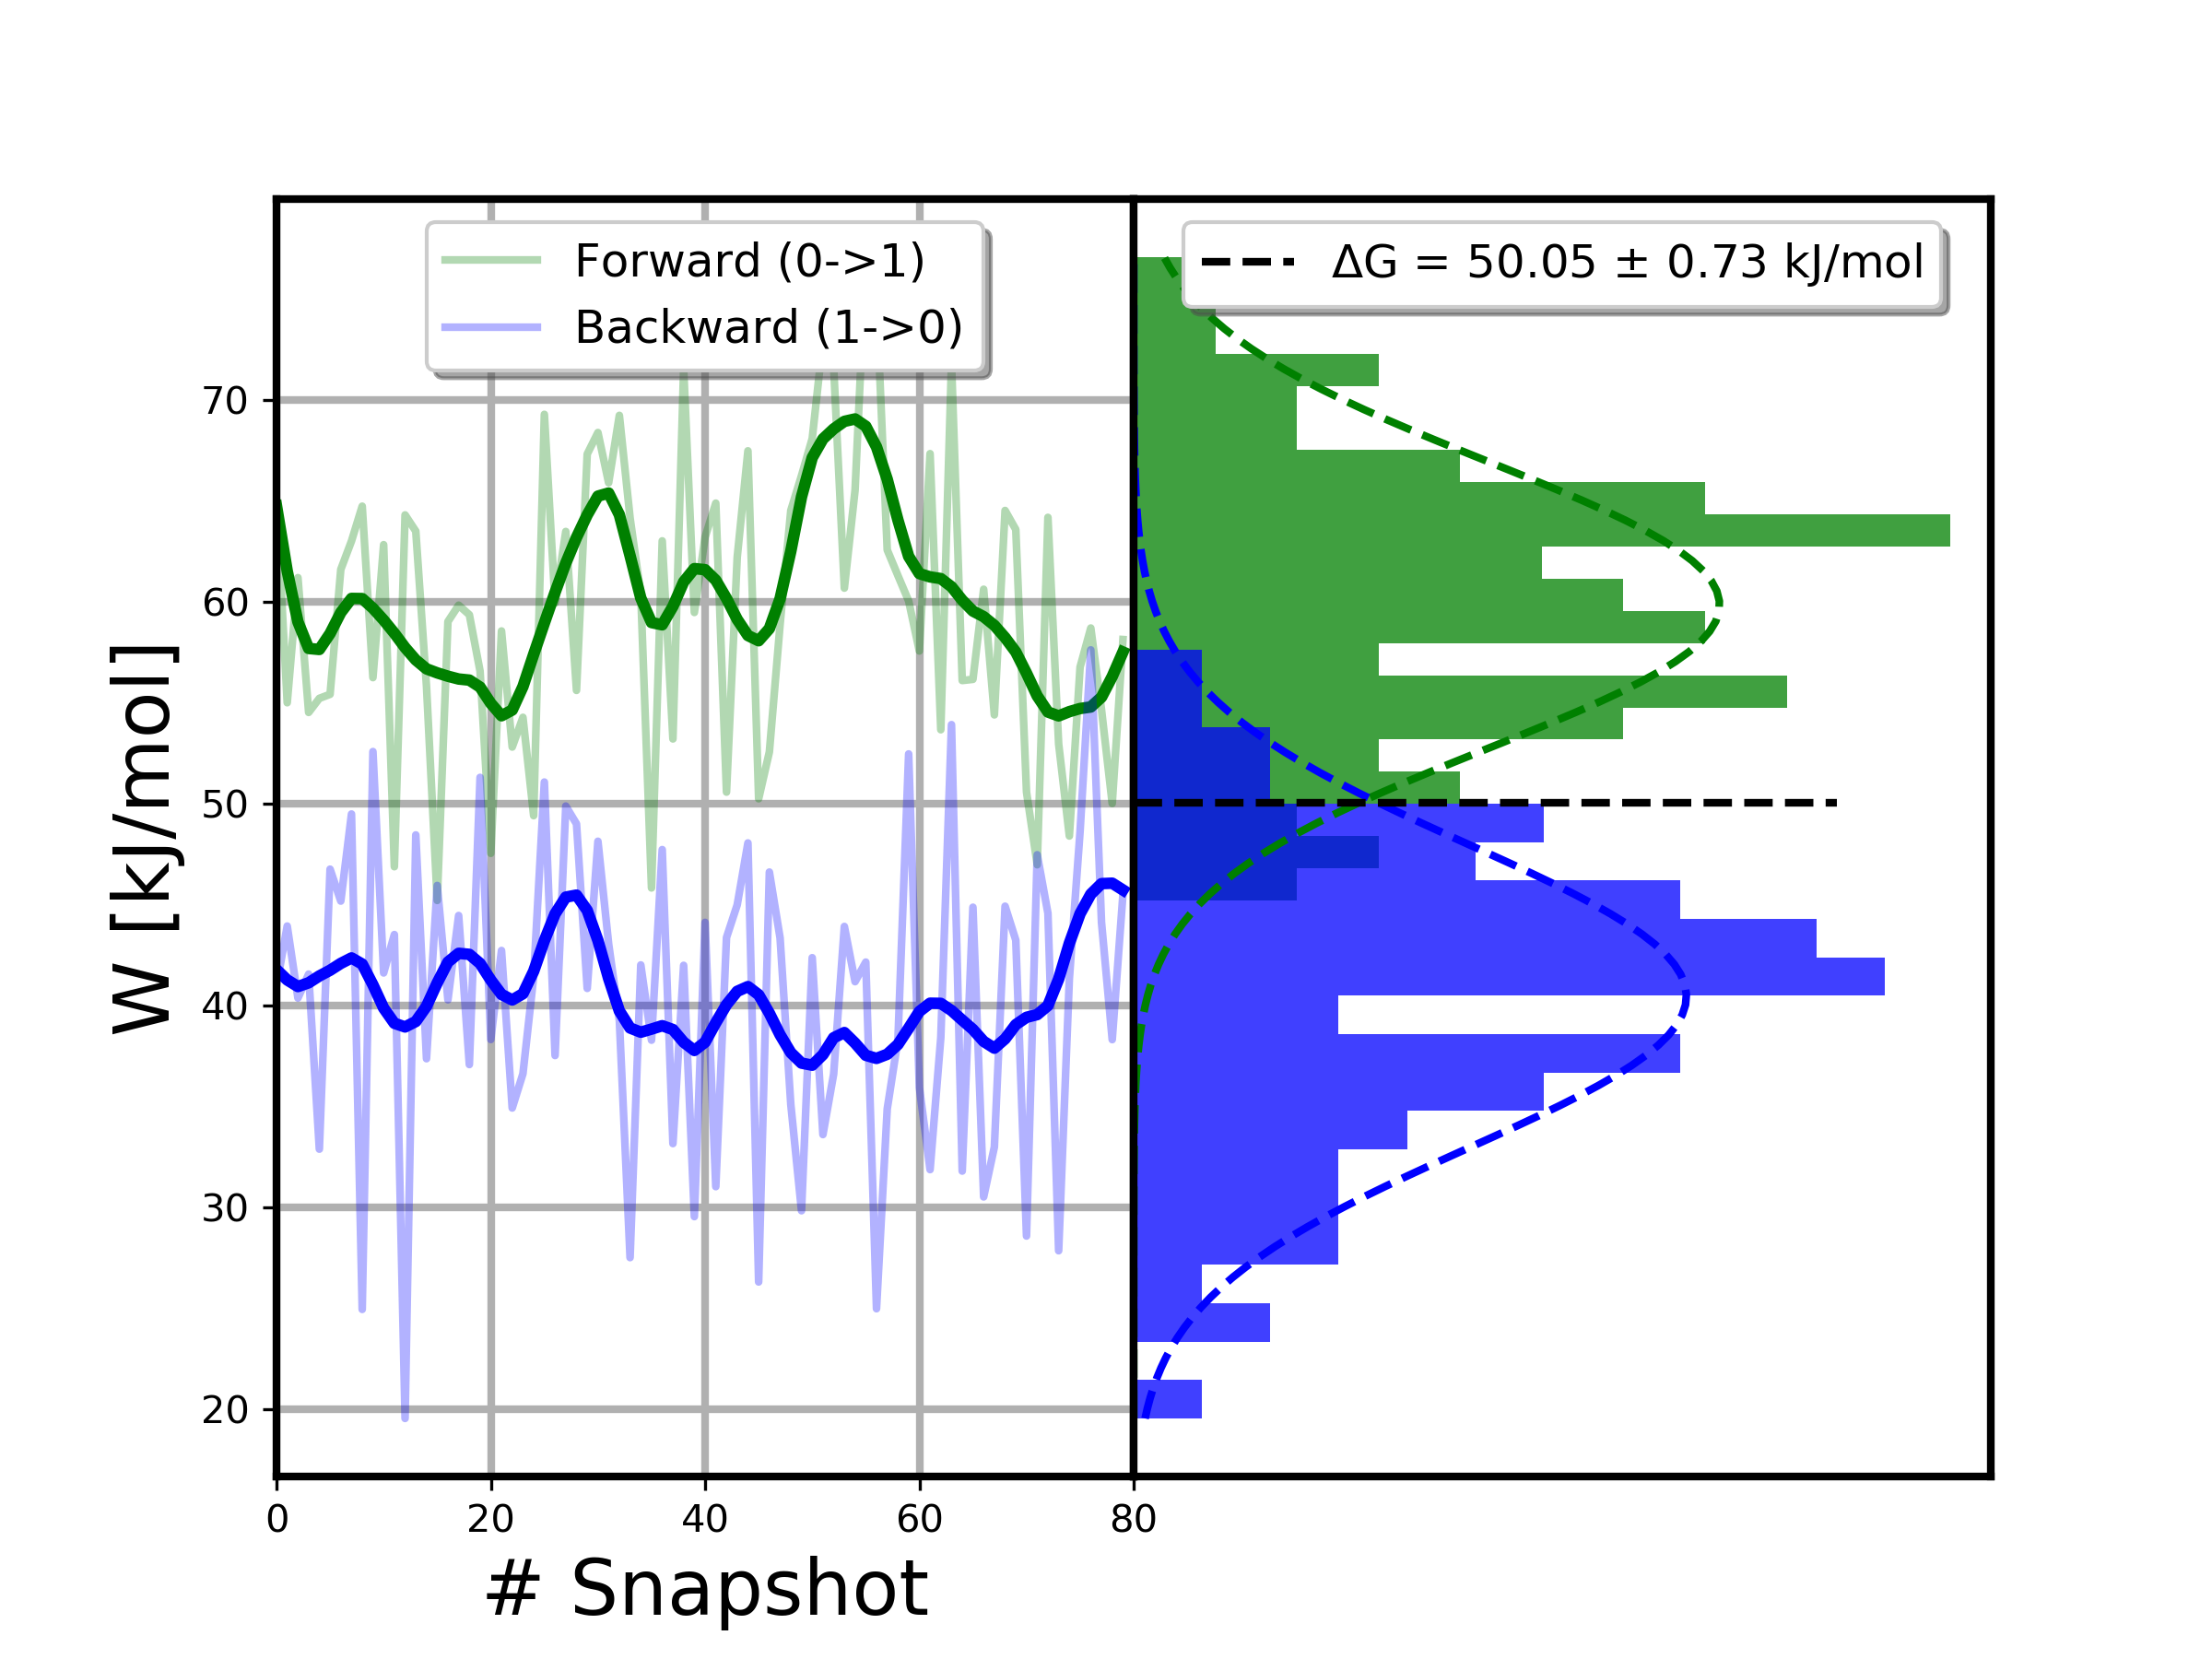 Forward (0->1)
Backward (1->0)
ΔG = 50.05 ± 0.73 kJ/mol
W [kJ/mol]
70
60
50
40
30
20
0
20
40
60
80
# Snapshot